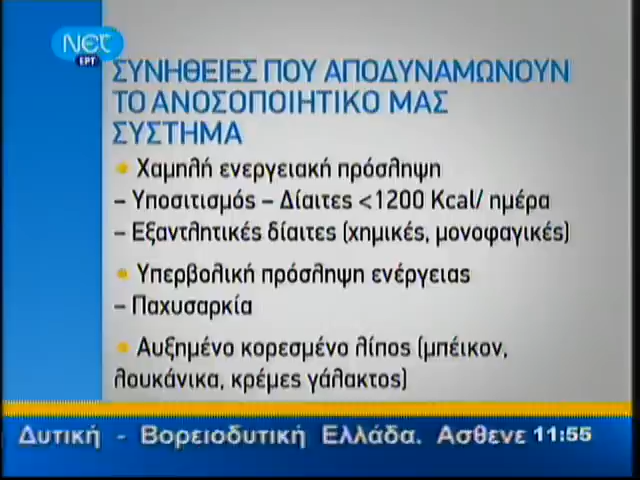 NET
ΕΡΤ
ΣΥΝΗΘΕΙΕΣ ΠΟΥ ΑΠΟΔΥΝΑΜΩΝΟΥΝ
ΤΟ ΑΝΟΣΟΠΟΙΗΤΙΚΟ ΜΑΣ
ΣΥΣΤΗΜΑ
• Χαμηλή ενεργειακή πρόσληψη
– Υποσιτισμός – Δίαιτες <1200 Kcal/ ημέρα
– Εξαντλητικές δίαιτες (χημικές, μονοφαγικές)
• Υπερβολική πρόσληψη ενέργειας
– Παχυσαρκία
• Αυξημένο κορεσμένο λίπος (μπέικον,
λουκάνικα, κρέμες γάλακτος)
Δυτική - Βορειοδυτική Ελλάδα. Ασθενε 11:55